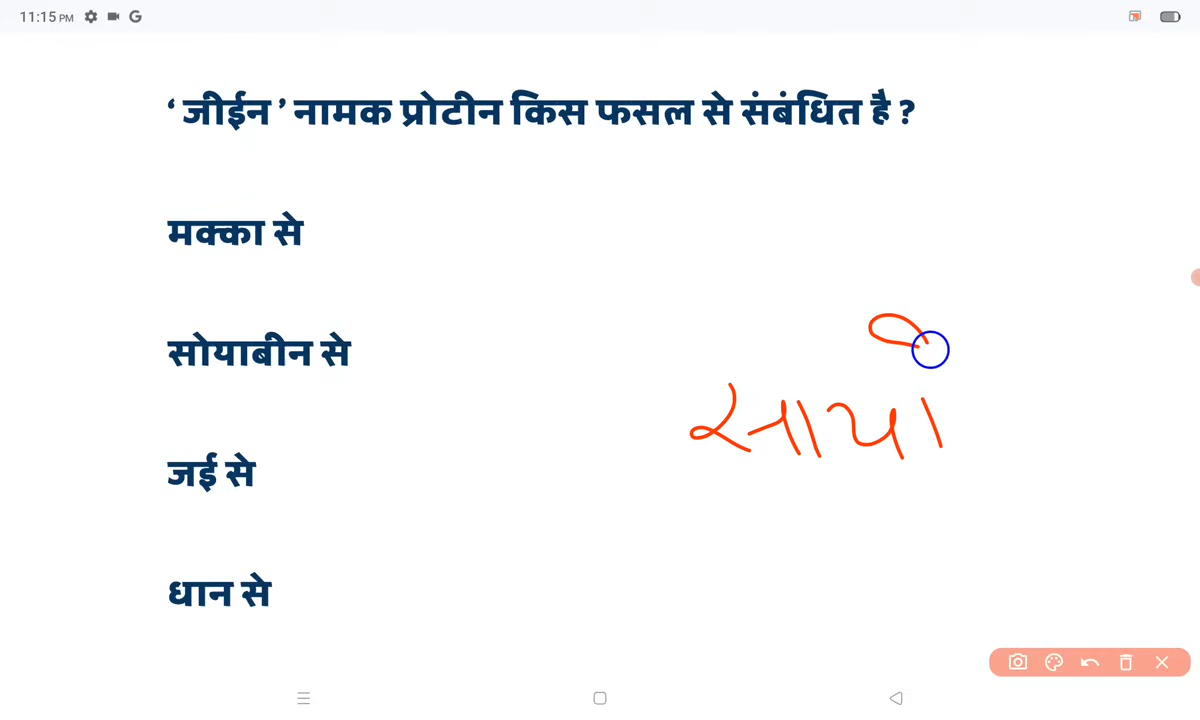 11:15 PM
‘ जीईन ’ नामक प्रोटीन किस फसल से संबंधित है ?
मक्का से
सोयाबीन से
जई से
धान से